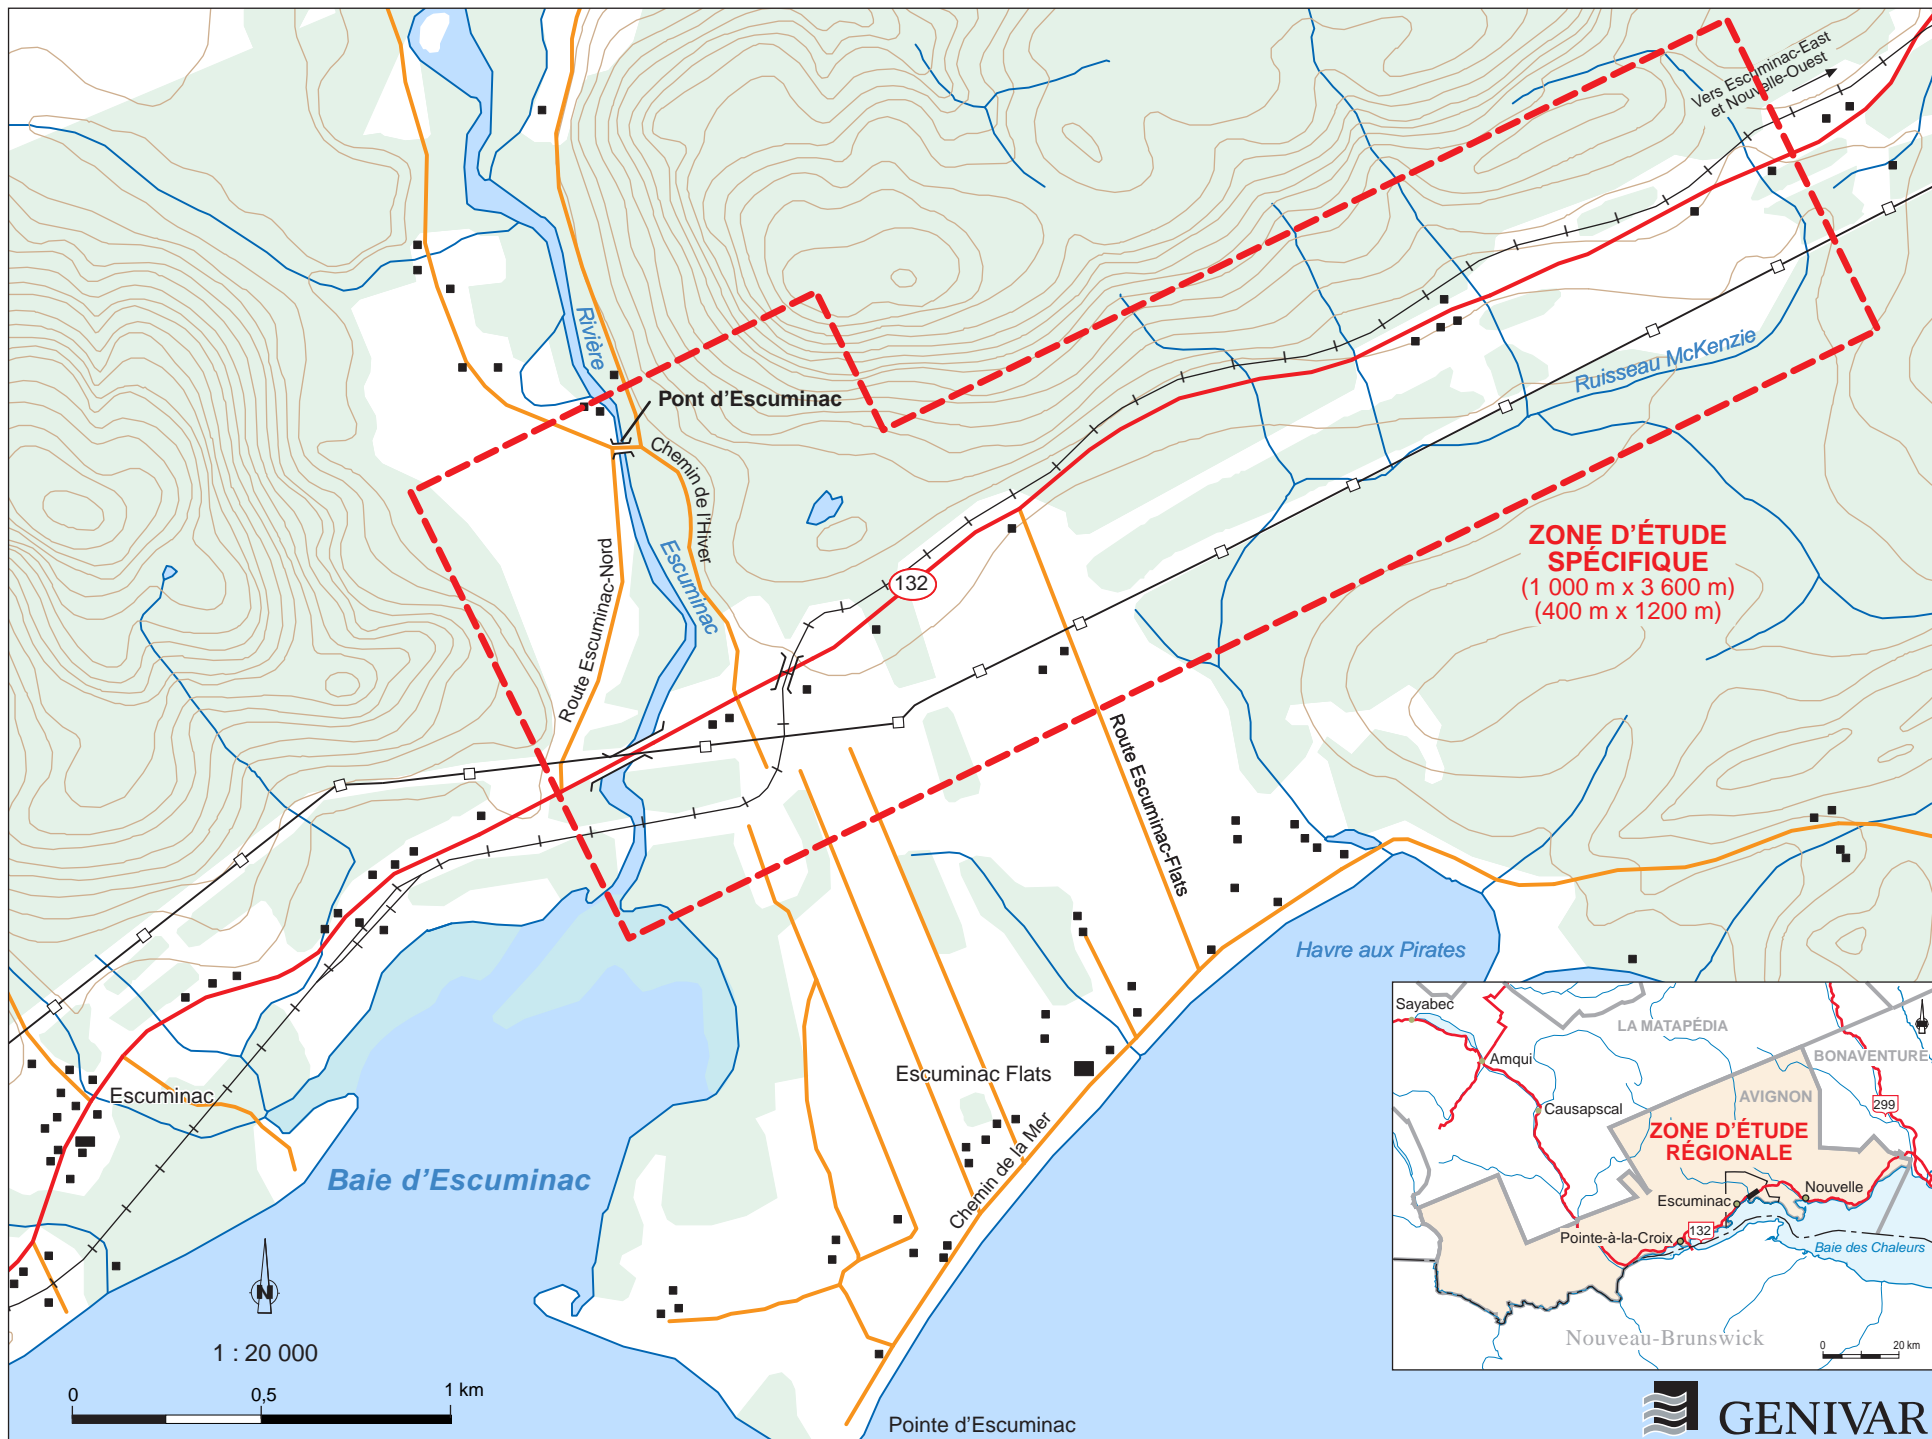 Vers Escuminac-East
et Nouvelle-Ouest
Rivière
Pont d'Escuminac
Chemin de l'Hiver
Ruisseau McKenzie
Route Escuminac-Nord
Escuminac
132
ZONE D'ÉTUDE
SPÉCIFIQUE
(1 000 m x 3 600 m)
(400 m x 1200 m)
Route Escuminac-Flats
Havre aux Pirates
Escuminac Flats
Escuminac
Chemin de la Mer
Baie d'Escuminac
N
1 : 20 000
0 0,5 1 km
Pointe d'Escuminac
Sayabec
LA MATAPÉDIA
Amqui
BONAVENTURE
AVIGNON
299
Causapscal
ZONE D'ÉTUDE
RÉGIONALE
Escuminac
Nouvelle
132
Pointe-à-la-Croix
Baie des Chaleurs
Nouveau-Brunswick
0 20 km
GENIVAR